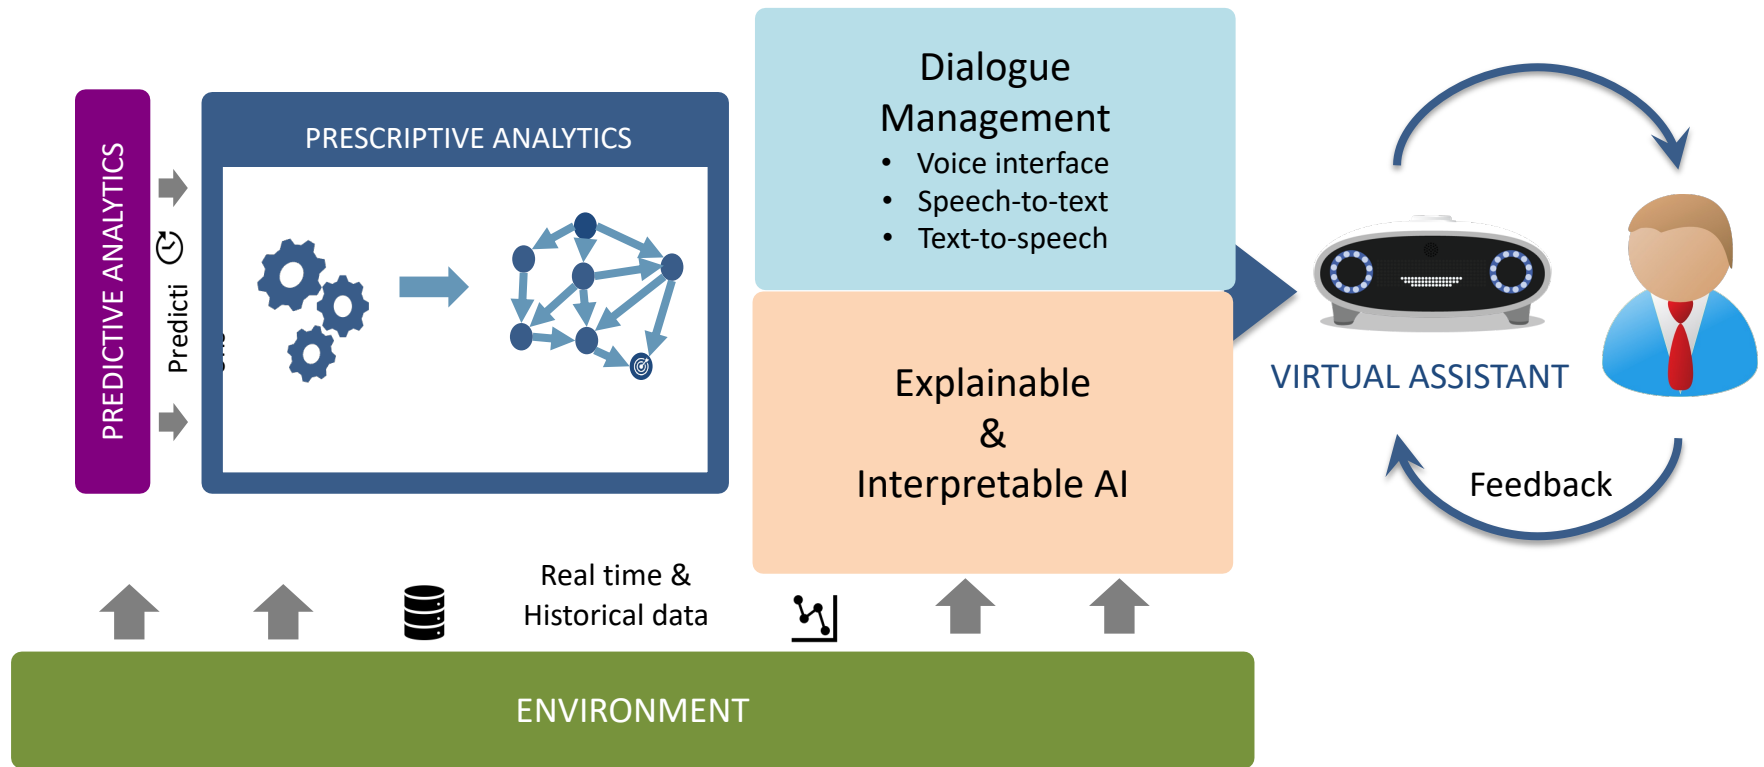 PREDICTIVE ANALYTICS
Predicti
PRESCRIPTIVE ANALYTICS
Dialogue
Management
• Voice interface
• Speech-to-text
• Text-to-speech
Explainable
&
Interpretable AI
VIRTUAL ASSISTANT
Feedback
Real time &
Historical data
ENVIRONMENT